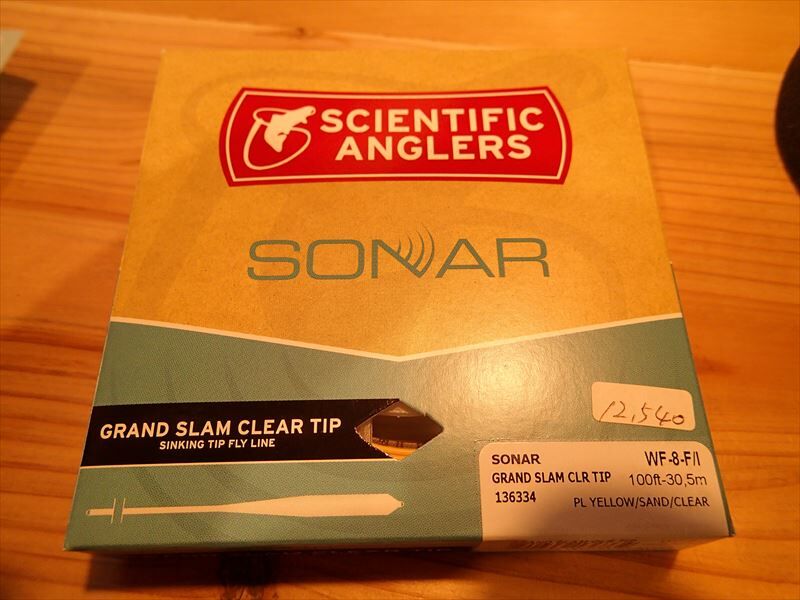 SCIENTIFIC
ANGLERS
SONAR
12,540
GRAND SLAM CLEAR TIP
SINKING TIP FLY LINE
SONAR WF-8-F/I
GRAND SLAM CLR TIP 100ft-30,5m
136334 PL YELLOW/SAND/CLEAR